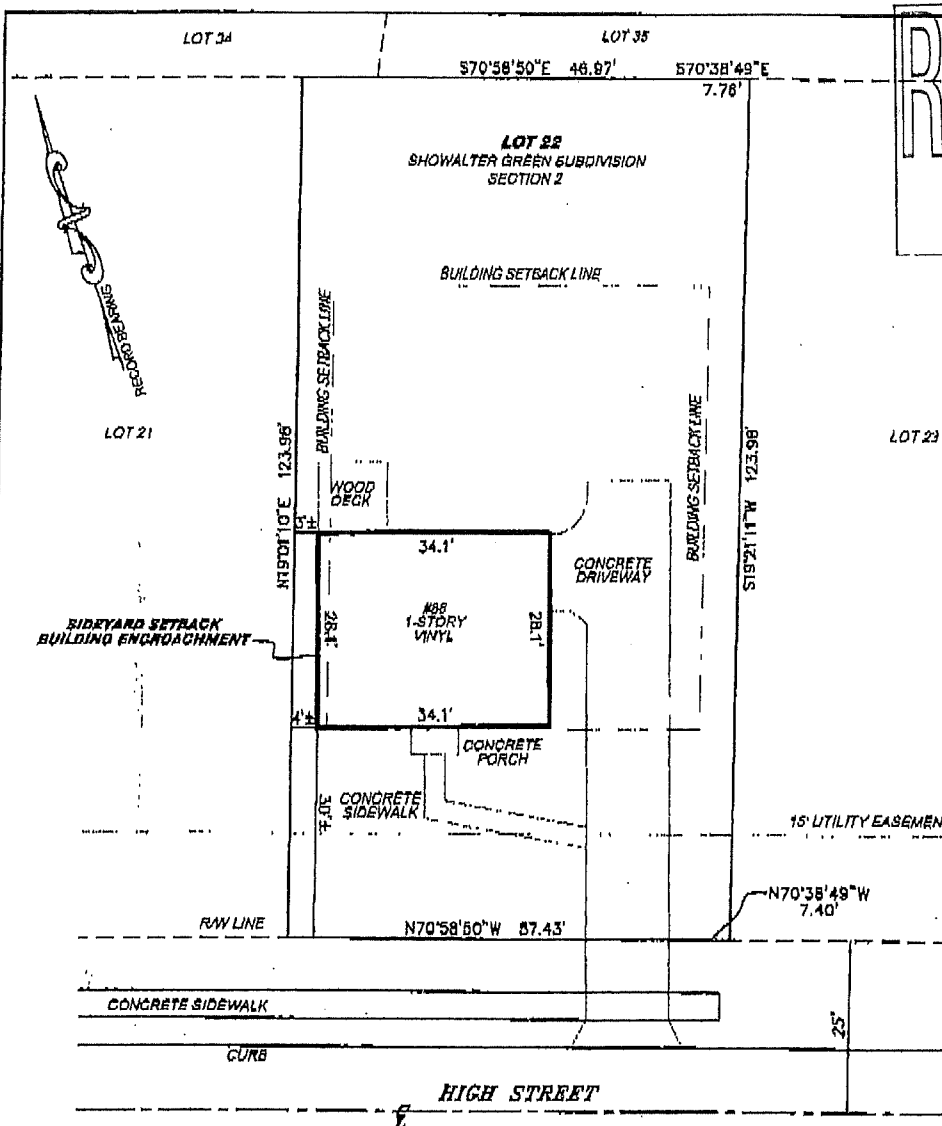 LOT 34
LOT 35
R
S70°58'50"E 46.97'
S70°38'49"E
7.76'
LOT 22
SHOWALTER GREEN SUBDIVISION
SECTION 2
RECORD BEARING
BUILDING SETBACK LINE
BUILDING SETBACK LINE
BUILDING SETBACK LINE
LOT 21
LOT 23
N19°01'10"E 123.98'
S19°21'11"W 123.98'
WOOD
DECK
3'±
34.1'
CONCRETE
DRIVEWAY
SIDEYARD SETBACK
BUILDING ENCROACHMENT
28.1'
1-STORY
VINYL
28.1'
4'±
34.1'
CONCRETE
PORCH
30'±
CONCRETE
SIDEWALK
15' UTILITY EASEMEN
N70°38'49"W
7.40'
R/W LINE
N70°58'50"W
CONCRETE SIDEWALK
25'
CURB
HIGH STREET